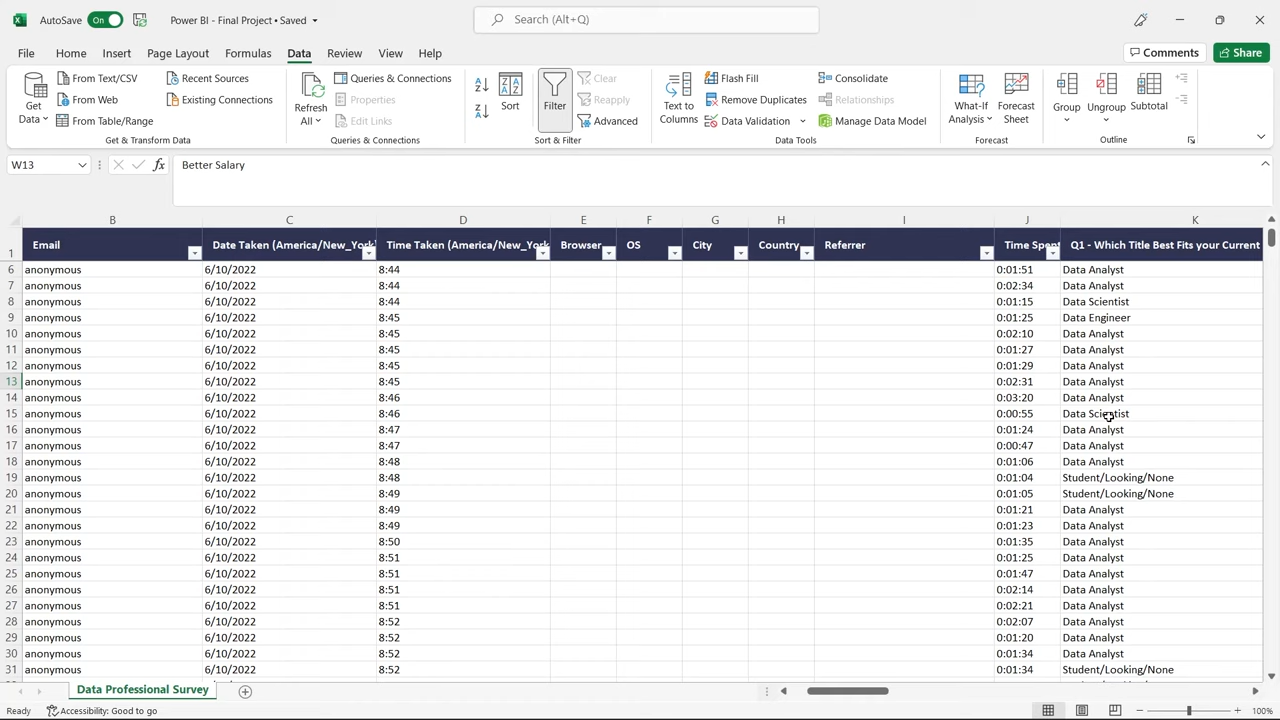 AutoSave On Power BI - Final Project • Saved Search (Alt+Q)
File Home Insert Page Layout Formulas Data Review View Help Comments Share
Get Data From Text/CSV From Web From Table/Range Recent Sources Existing Connections
Get & Transform Data
Refresh All Queries & Connections Properties Edit Links
Queries & Connections
Sort Filter Clear Reapply Advanced
Sort & Filter
Text to Columns Flash Fill Remove Duplicates Data Validation Consolidate Relationships Manage Data Model
Data Tools
What-If Analysis Forecast Sheet
Forecast
Group Ungroup Subtotal
Outline
W13 fx Better Salary
B C D E F G H I J K
1 Email Date Taken (America/New_York Time Taken (America/New_York Browser OS City Country Referrer Time Spent Q1 - Which Title Best Fits your Current
6 anonymous 6/10/2022 8:44 0:01:51 Data Analyst
7 anonymous 6/10/2022 8:44 0:02:34 Data Analyst
8 anonymous 6/10/2022 8:44 0:01:15 Data Scientist
9 anonymous 6/10/2022 8:45 0:01:25 Data Engineer
10 anonymous 6/10/2022 8:45 0:02:10 Data Analyst
11 anonymous 6/10/2022 8:45 0:01:27 Data Analyst
12 anonymous 6/10/2022 8:45 0:01:29 Data Analyst
13 anonymous 6/10/2022 8:45 0:02:31 Data Analyst
14 anonymous 6/10/2022 8:46 0:03:20 Data Analyst
15 anonymous 6/10/2022 8:46 0:00:55 Data Scientist
16 anonymous 6/10/2022 8:47 0:01:24 Data Analyst
17 anonymous 6/10/2022 8:47 0:00:47 Data Analyst
18 anonymous 6/10/2022 8:48 0:01:06 Data Analyst
19 anonymous 6/10/2022 8:48 0:01:04 Student/Looking/None
20 anonymous 6/10/2022 8:49 0:01:05 Student/Looking/None
21 anonymous 6/10/2022 8:49 0:01:21 Data Analyst
22 anonymous 6/10/2022 8:49 0:01:23 Data Analyst
23 anonymous 6/10/2022 8:50 0:01:35 Data Analyst
24 anonymous 6/10/2022 8:51 0:01:25 Data Analyst
25 anonymous 6/10/2022 8:51 0:01:47 Data Analyst
26 anonymous 6/10/2022 8:51 0:02:14 Data Analyst
27 anonymous 6/10/2022 8:51 0:02:21 Data Analyst
28 anonymous 6/10/2022 8:52 0:02:07 Data Analyst
29 anonymous 6/10/2022 8:52 0:01:20 Data Analyst
30 anonymous 6/10/2022 8:52 0:01:34 Data Analyst
31 anonymous 6/10/2022 8:52 0:01:34 Student/Looking/None
Data Professional Survey
Ready Accessibility: Good to go 100%